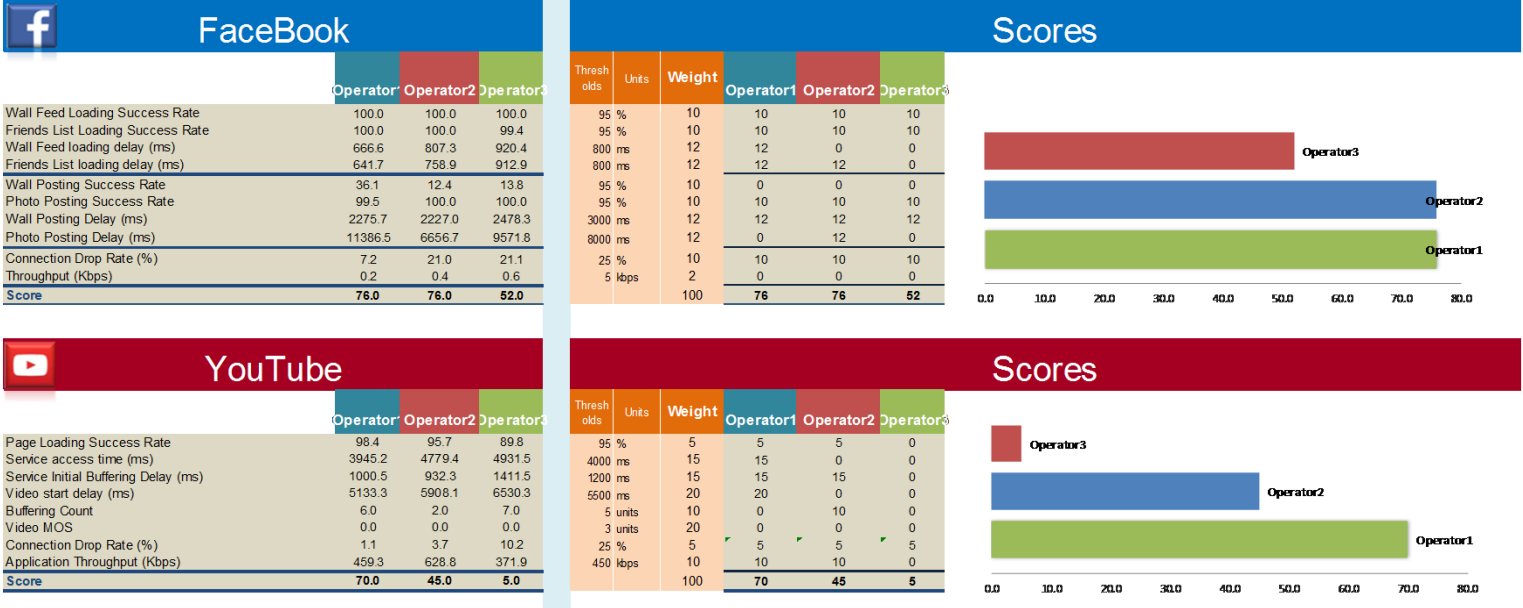 f FaceBook Scores
Operator1 Operator2 Operator3 Thresh olds Units Weight Operator1 Operator2 Operator3
Wall Feed Loading Success Rate 100.0 100.0 100.0 95 % 10 10 10 10
Friends List Loading Success Rate 100.0 100.0 99.4 95 % 10 10 10 10
Wall Feed loading delay (ms) 666.6 807.3 920.4 800 ms 12 12 0 0
Friends List loading delay (ms) 641.7 758.9 912.9 800 ms 12 12 12 0
Wall Posting Success Rate 36.1 12.4 13.8 95 % 10 0 0 0
Photo Posting Success Rate 99.5 100.0 100.0 95 % 10 10 10 10
Wall Posting Delay (ms) 2275.7 2227.0 2478.3 3000 ms 12 12 12 12
Photo Posting Delay (ms) 11386.5 6656.7 9571.8 8000 ms 12 0 12 0
Connection Drop Rate (%) 7.2 21.0 21.1 25 % 10 10 10 10
Throughput (Kbps) 0.2 0.4 0.6 5 kbps 2 0 0 0
Score 76.0 76.0 52.0 100 76 76 52
Operator3
Operator2
Operator1
0.0 10.0 20.0 30.0 40.0 50.0 60.0 70.0 80.0
YouTube Scores
Operator1 Operator2 Operator3 Thresh olds Units Weight Operator1 Operator2 Operator3
Page Loading Success Rate 98.4 95.7 89.8 95 % 5 5 5 0
Service access time (ms) 3945.2 4779.4 4931.5 4000 ms 15 15 0 0
Service Initial Buffering Delay (ms) 1000.5 932.3 1411.5 1200 ms 15 15 15 0
Video start delay (ms) 5133.3 5908.1 6530.3 5500 ms 20 20 0 0
Buffering Count 6.0 2.0 7.0 5 units 10 0 10 0
Video MOS 0.0 0.0 0.0 3 units 20 0 0 0
Connection Drop Rate (%) 1.1 3.7 10.2 25 % 5 5 5 5
Application Throughput (Kbps) 459.3 628.8 371.9 450 kbps 10 10 10 0
Score 70.0 45.0 5.0 100 70 45 5
Operator3
Operator2
Operator1
0.0 10.0 20.0 30.0 40.0 50.0 60.0 70.0 80.0